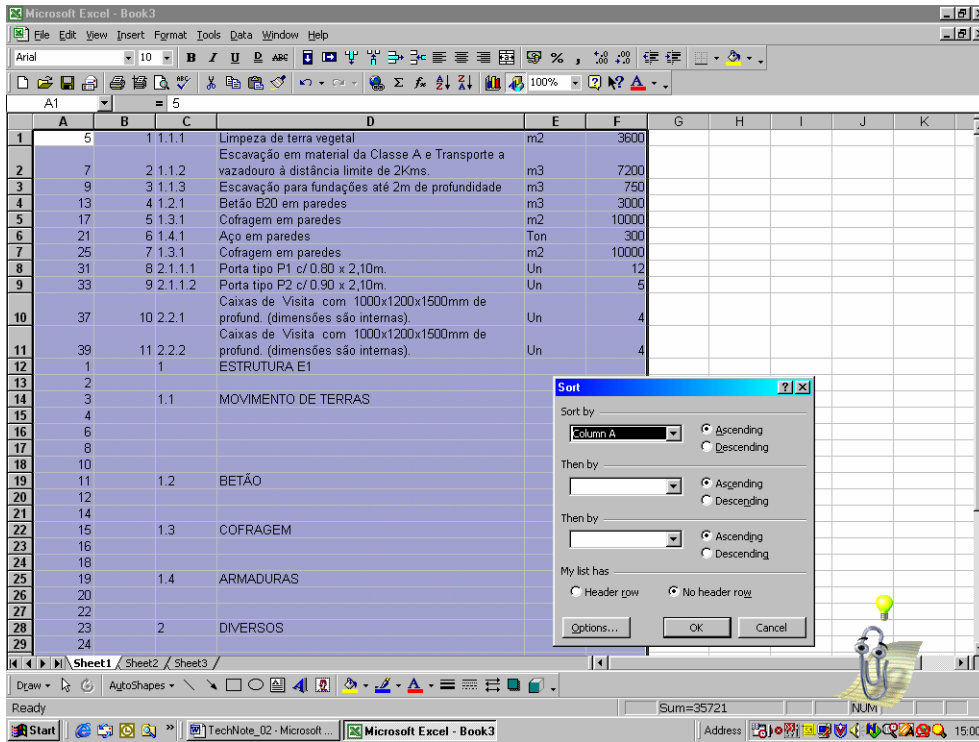 Microsoft Excel - Book3
File Edit View Insert Format Tools Data Window Help
Arial 10 B I U D ABC % ,
100%
A1 = 5
A B C D E F G H I J K
1 5 1 1.1.1 Limpeza de terra vegetal m2 3600
Escavação em material da Classe A e Transporte a
2 7 2 1.1.2 vazadouro à distância limite de 2Kms. m3 7200
3 9 3 1.1.3 Escavação para fundações até 2m de profundidade m3 750
4 13 4 1.2.1 Betão B20 em paredes m3 3000
5 17 5 1.3.1 Cofragem em paredes m2 10000
6 21 6 1.4.1 Aço em paredes Ton 300
7 25 7 1.3.1 Cofragem em paredes m2 10000
8 31 8 2.1.1.1 Porta tipo P1 c/ 0.80 x 2,10m. Un 12
9 33 9 2.1.1.2 Porta tipo P2 c/ 0.90 x 2,10m. Un 5
Caixas de Visita com 1000x1200x1500mm de
10 37 10 2.2.1 profund. (dimensões são internas). Un 4
Caixas de Visita com 1000x1200x1500mm de
11 39 11 2.2.2 profund. (dimensões são internas). Un 4
12 1 1 ESTRUTURA E1
13 2
14 3 1.1 MOVIMENTO DE TERRAS
15 4
16 6
17 8
18 10
19 11 1.2 BETÃO
20 12
21 14
22 15 1.3 COFRAGEM
23 16
24 18
25 19 1.4 ARMADURAS
26 20
27 22
28 23 2 DIVERSOS
29 24
Sort
Sort by
Column A Ascending
Descending
Then by
Ascending
Descending
Then by
Ascending
Descending
My list has
Header row No header row
Options... OK Cancel
Sheet1 Sheet2 Sheet3
Draw AutoShapes
Ready Sum=35721 NUM
Start TechNote_02 - Microsoft ... Microsoft Excel - Book3 Address